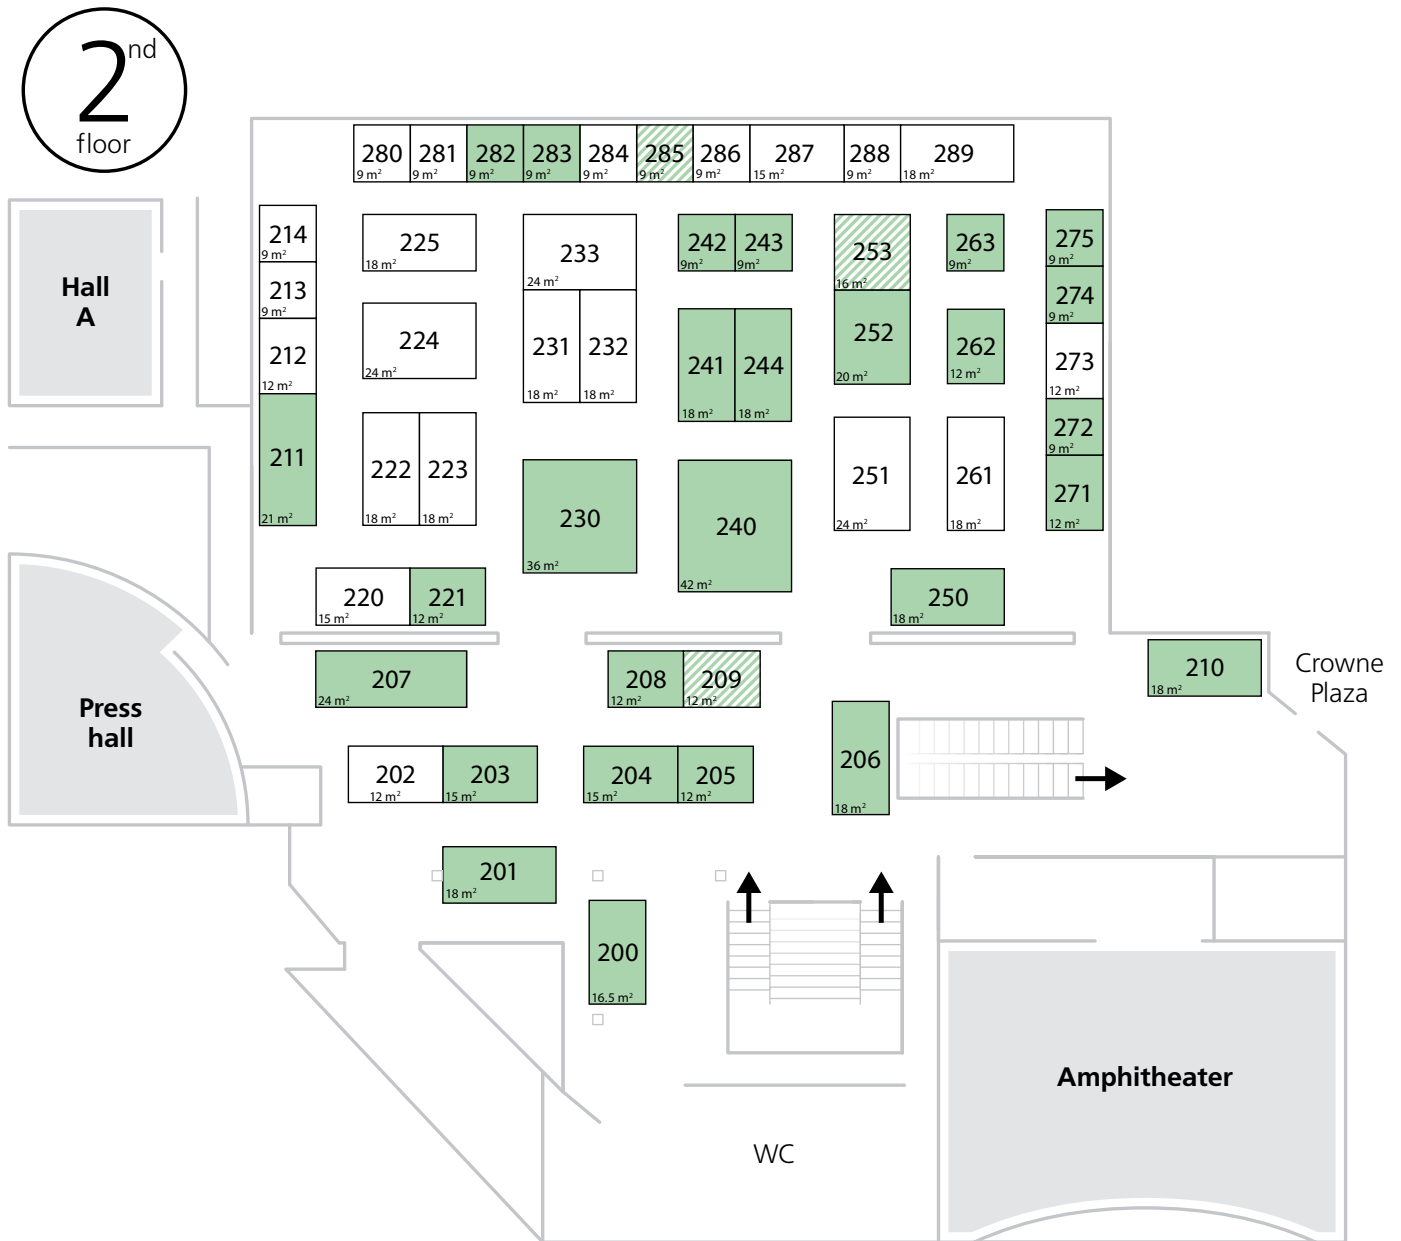 2nd
floor
280 281 282 283 284 285 286 287 288 289
9 m² 9 m² 9 m² 9 m² 9 m² 9 m² 9 m² 15 m² 9 m² 18 m²
214
9 m²
213
9 m²
212
12 m²
211
21 m²
225
18 m²
224
24 m²
222 223
18 m² 18 m²
220 221
15 m² 12 m²
233
24 m²
231 232
18 m² 18 m²
230
36 m²
242 243
9m² 9m²
241 244
18 m² 18 m²
240
42 m²
253
16 m²
252
20 m²
251
24 m²
250
18 m²
263
9m²
262
12 m²
261
18 m²
275
9 m²
274
9 m²
273
12 m²
272
9 m²
271
12 m²
Hall
A
Press
hall
207
24 m²
208 209
12 m² 12 m²
210
18 m²
Crowne
Plaza
202 203
12 m² 15 m²
204 205
15 m² 12 m²
206
18 m²
201
18 m²
200
16.5 m²
Amphitheater
WC